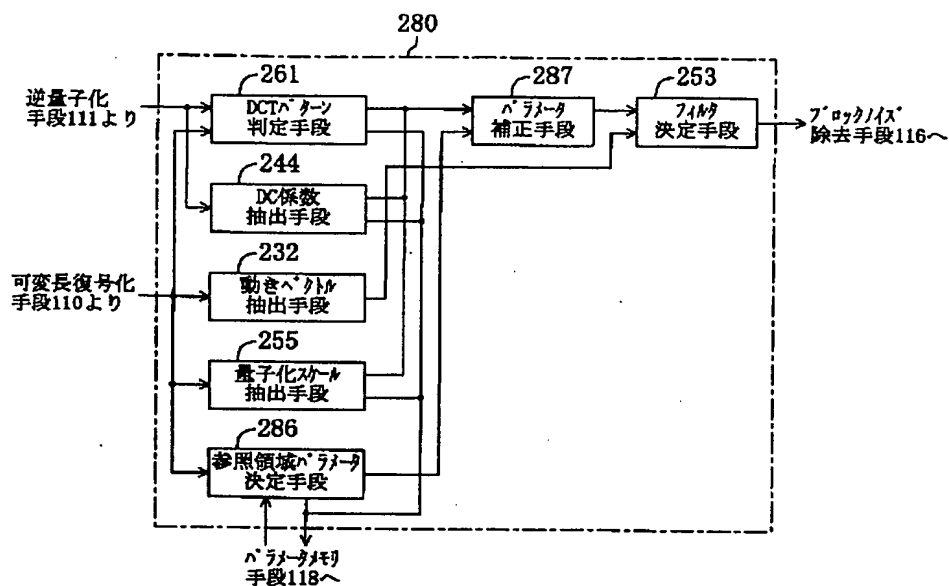 280
逆量子化
手段111より
261
DCTパターン
判定手段
287
パラメータ
補正手段
253
フィルタ
決定手段
ブロックノイズ
除去手段116へ
244
DC係数
抽出手段
可変長復号化
手段110より
232
動きベクトル
抽出手段
255
量子化スケール
抽出手段
286
参照領域パラメータ
決定手段
パラメータメモリ
手段118へ